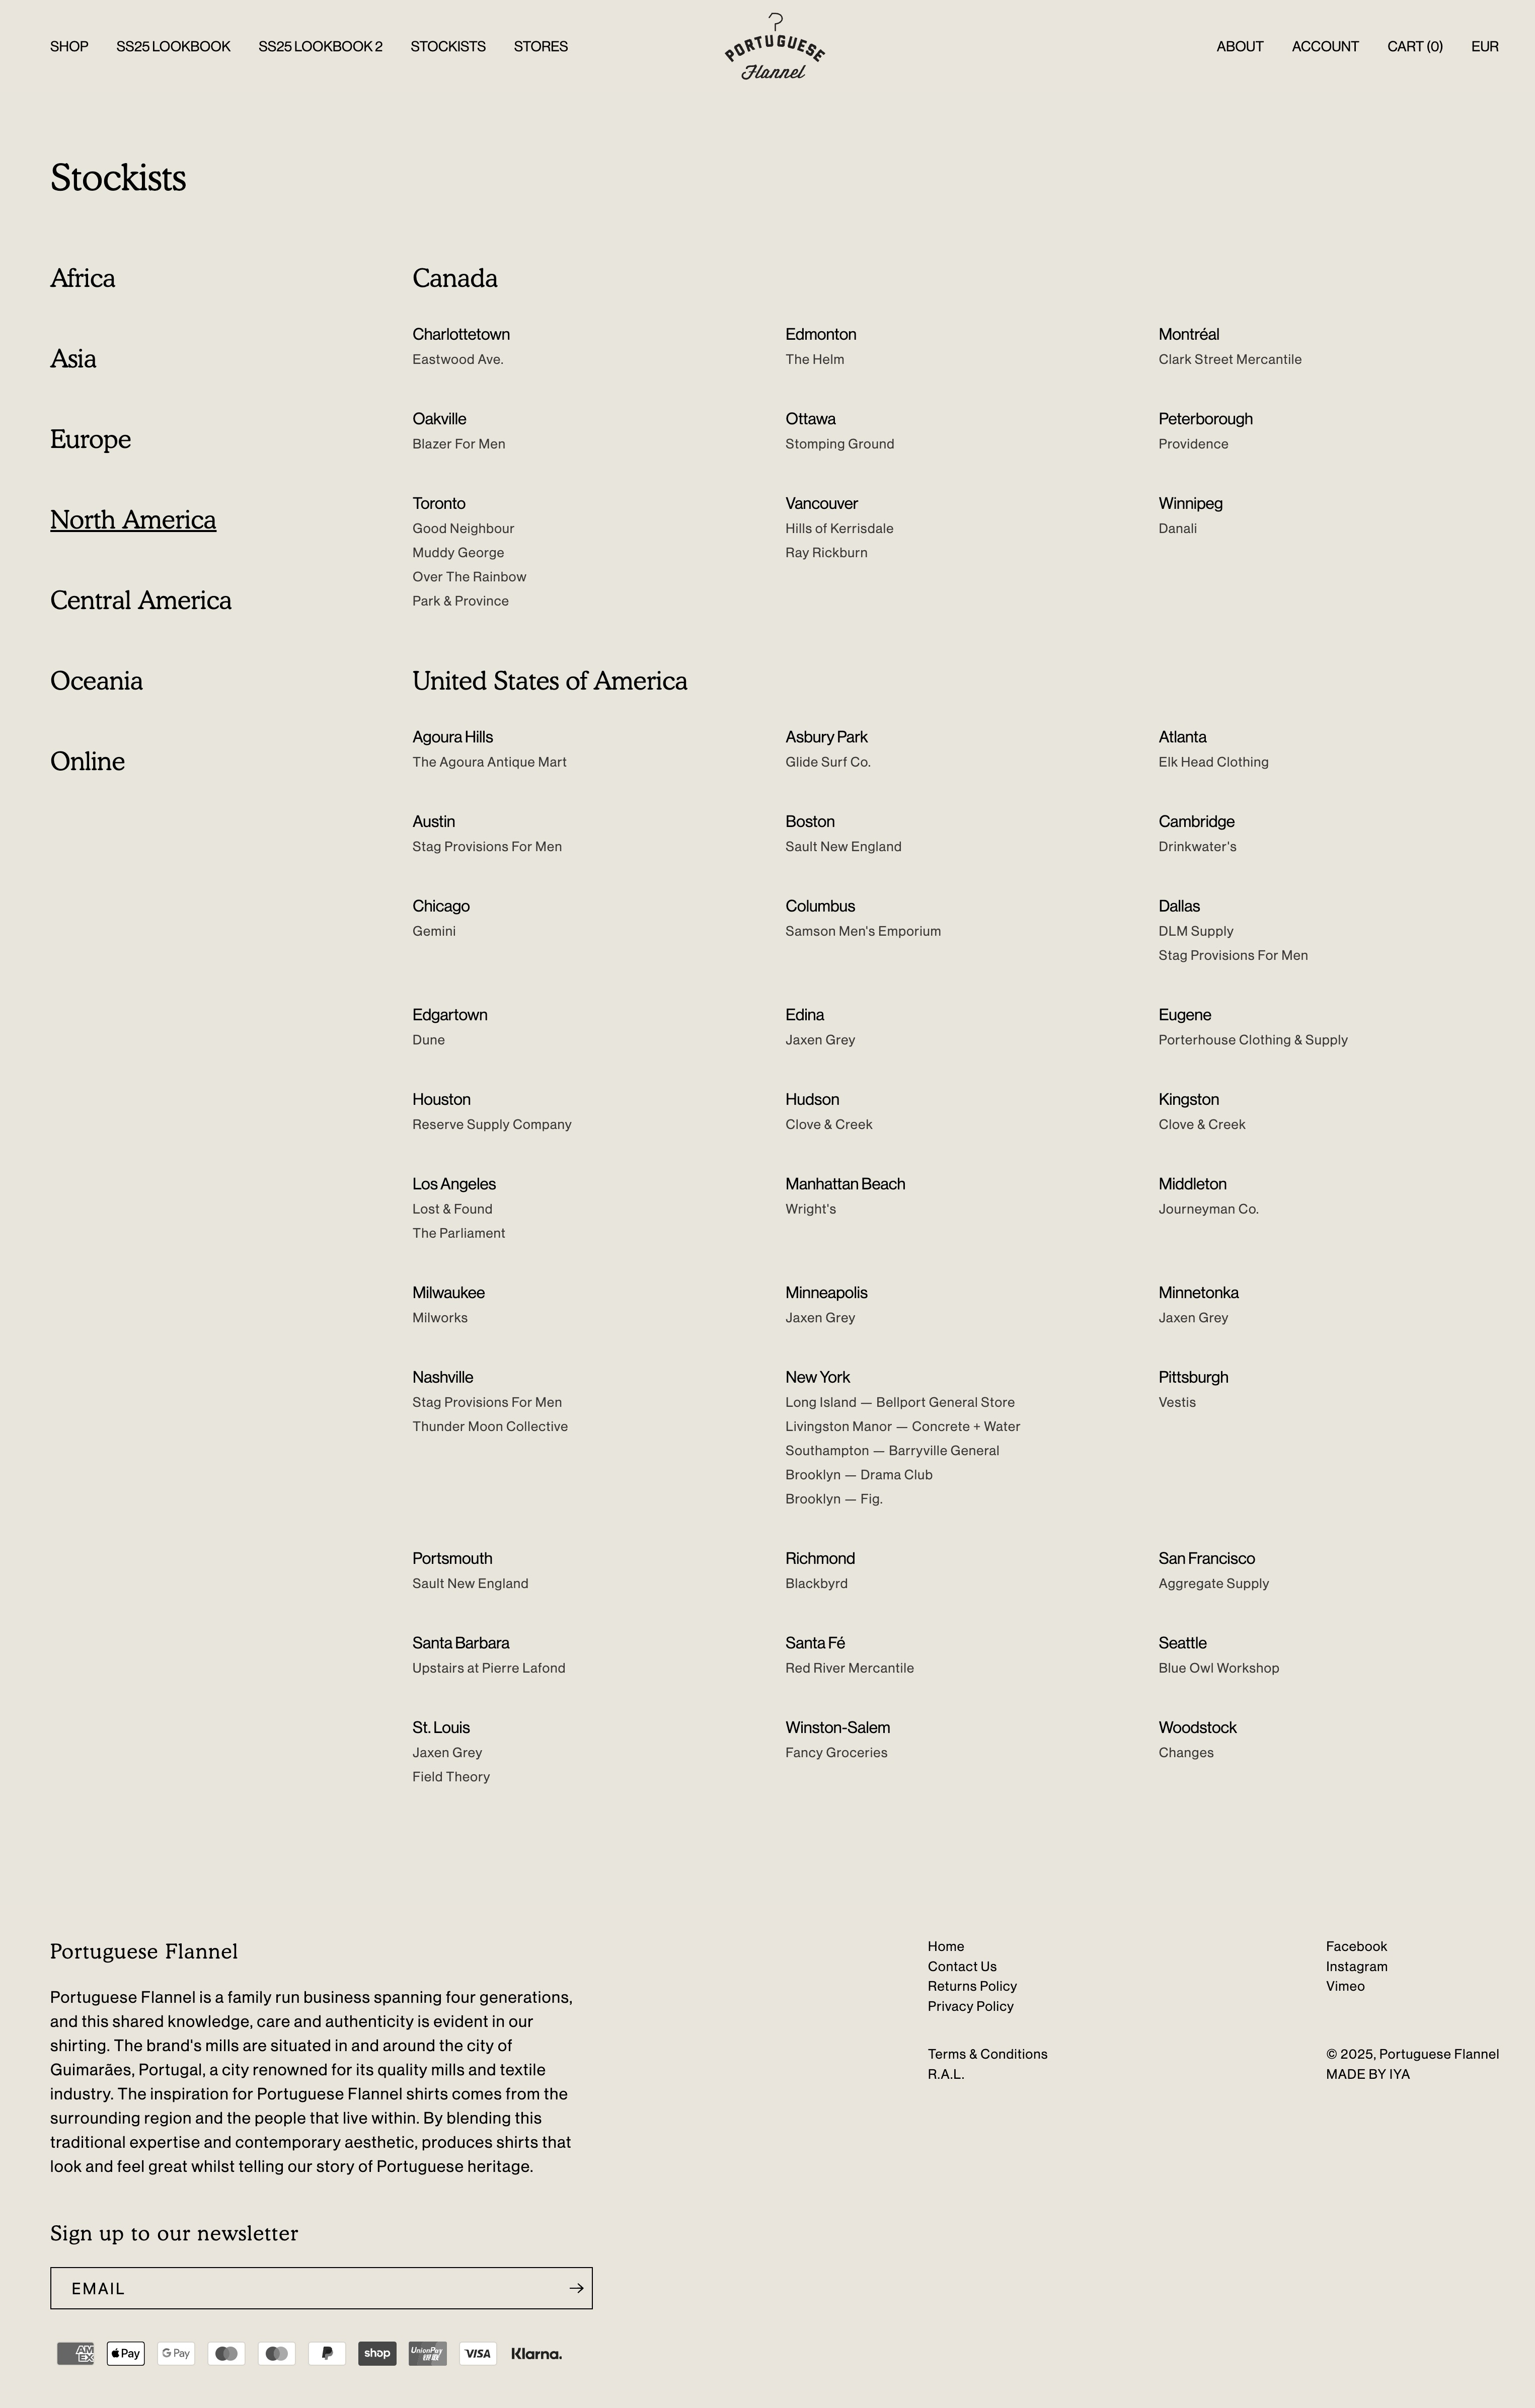 SHOP SS25 LOOKBOOK SS25 LOOKBOOK 2 STOCKISTS STORES
PORTUGUESE
Flannel
ABOUT ACCOUNT CART (0) EUR
Stockists
Africa
Asia
Europe
North America
Central America
Oceania
Online
Canada
Charlottetown
Eastwood Ave.
Edmonton
The Helm
Montréal
Clark Street Mercantile
Oakville
Blazer For Men
Ottawa
Stomping Ground
Peterborough
Providence
Toronto
Good Neighbour
Muddy George
Over The Rainbow
Park & Province
Vancouver
Hills of Kerrisdale
Ray Rickburn
Winnipeg
Danali
United States of America
Agoura Hills
The Agoura Antique Mart
Asbury Park
Glide Surf Co.
Atlanta
Elk Head Clothing
Austin
Stag Provisions For Men
Boston
Sault New England
Cambridge
Drinkwater's
Chicago
Gemini
Columbus
Samson Men's Emporium
Dallas
DLM Supply
Stag Provisions For Men
Edgartown
Dune
Edina
Jaxen Grey
Eugene
Porterhouse Clothing & Supply
Houston
Reserve Supply Company
Hudson
Clove & Creek
Kingston
Clove & Creek
Los Angeles
Lost & Found
The Parliament
Manhattan Beach
Wright's
Middleton
Journeyman Co.
Milwaukee
Milworks
Minneapolis
Jaxen Grey
Minnetonka
Jaxen Grey
Nashville
Stag Provisions For Men
Thunder Moon Collective
New York
Long Island — Bellport General Store
Livingston Manor — Concrete + Water
Southampton — Barryville General
Brooklyn — Drama Club
Brooklyn — Fig.
Pittsburgh
Vestis
Portsmouth
Sault New England
Richmond
Blackbyrd
San Francisco
Aggregate Supply
Santa Barbara
Upstairs at Pierre Lafond
Santa Fé
Red River Mercantile
Seattle
Blue Owl Workshop
St. Louis
Jaxen Grey
Field Theory
Winston-Salem
Fancy Groceries
Woodstock
Changes
Portuguese Flannel
Portuguese Flannel is a family run business spanning four generations,
and this shared knowledge, care and authenticity is evident in our
shirting. The brand's mills are situated in and around the city of
Guimarães, Portugal, a city renowned for its quality mills and textile
industry. The inspiration for Portuguese Flannel shirts comes from the
surrounding region and the people that live within. By blending this
traditional expertise and contemporary aesthetic, produces shirts that
look and feel great whilst telling our story of Portuguese heritage.
Home
Contact Us
Returns Policy
Privacy Policy
Terms & Conditions
R.A.L.
Facebook
Instagram
Vimeo
© 2025, Portuguese Flannel
MADE BY IYA
Sign up to our newsletter
EMAIL
AMEX Pay G Pay shop UnionPay 银联 VISA Klarna.